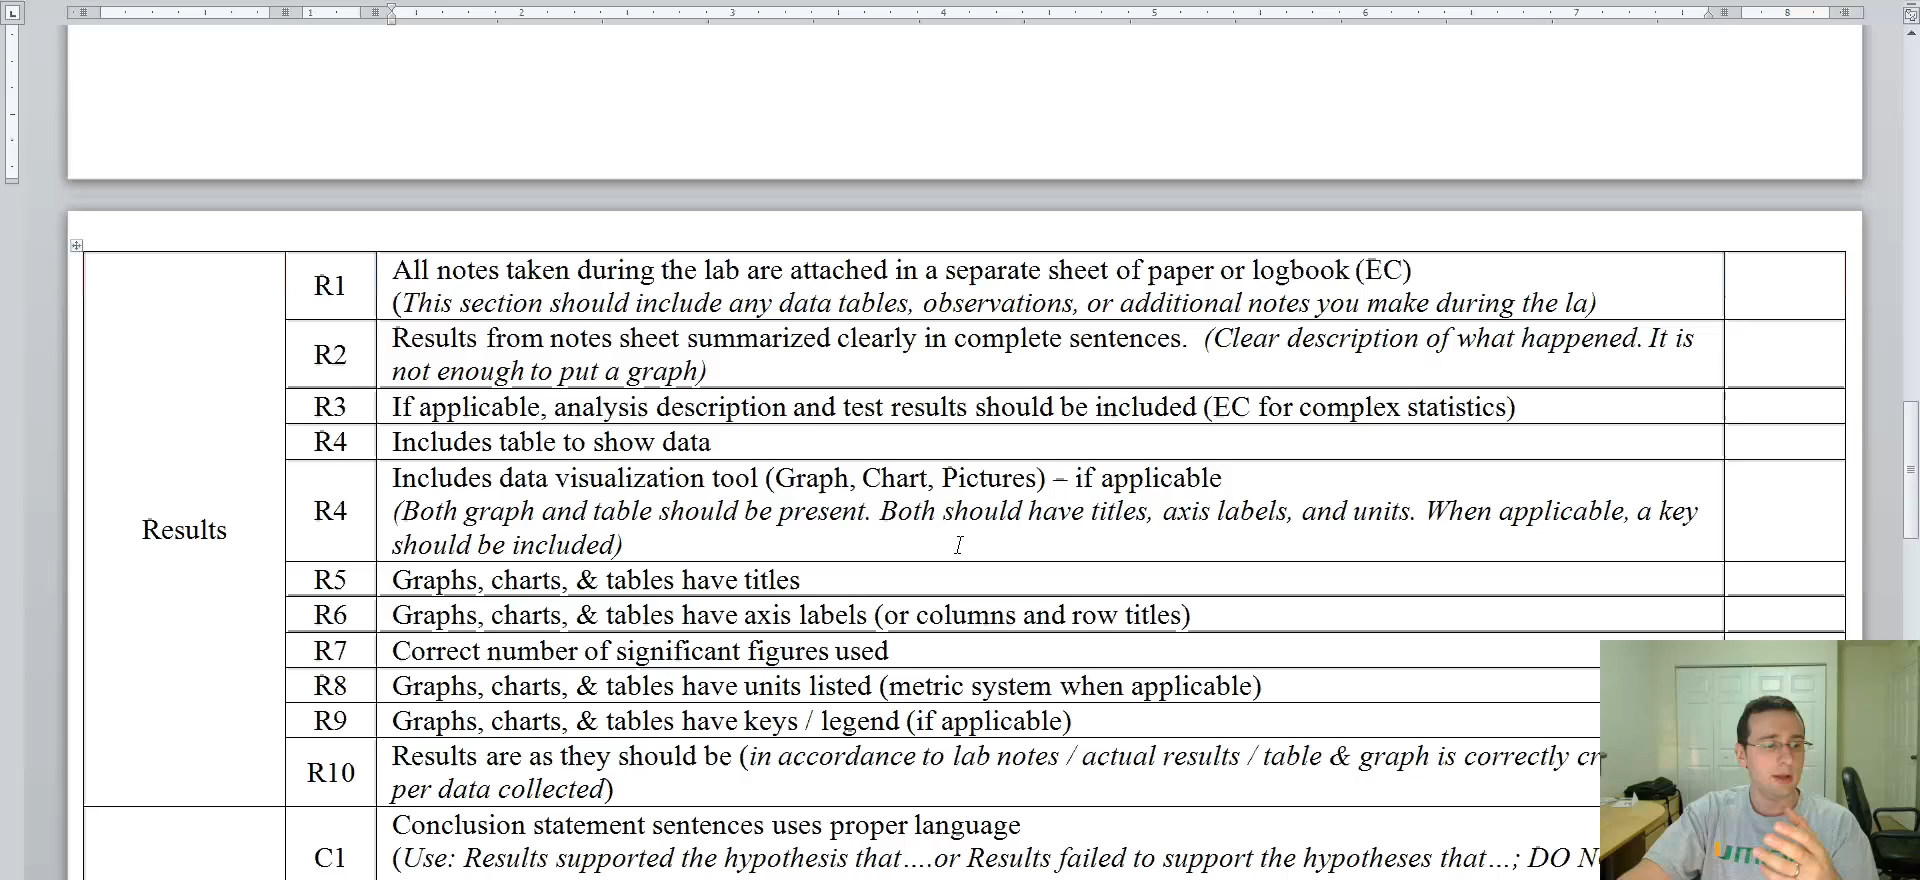 1 2 3 4 5 6 7 8
R1 All notes taken during the lab are attached in a separate sheet of paper or logbook (EC)
(This section should include any data tables, observations, or additional notes you make during the la)
R2 Results from notes sheet summarized clearly in complete sentences. (Clear description of what happened. It is
not enough to put a graph)
R3 If applicable, analysis description and test results should be included (EC for complex statistics)
R4 Includes table to show data
Includes data visualization tool (Graph, Chart, Pictures) – if applicable
Results R4 (Both graph and table should be present. Both should have titles, axis labels, and units. When applicable, a key
should be included)
R5 Graphs, charts, & tables have titles
R6 Graphs, charts, & tables have axis labels (or columns and row titles)
R7 Correct number of significant figures used
R8 Graphs, charts, & tables have units listed (metric system when applicable)
R9 Graphs, charts, & tables have keys / legend (if applicable)
R10 Results are as they should be (in accordance to lab notes / actual results / table & graph is correctly
per data collected)
Conclusion statement sentences uses proper language
C1 (Use: Results supported the hypothesis that….or Results failed to support the hypotheses that…; DO